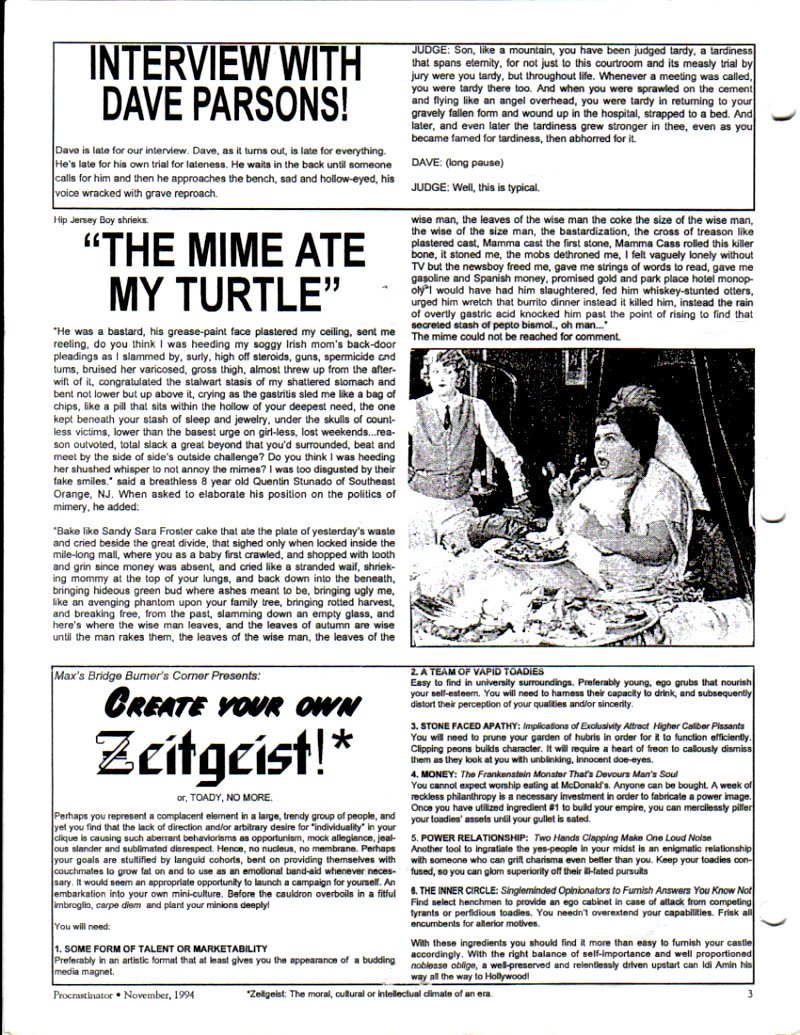 INTERVIEW WITH
DAVE PARSONS!
Dave is late for our interview. Dave, as it turns out, is late for everything.
He's late for his own trial for lateness. He waits in the back until someone
calls for him and then he approaches the bench, sad and hollow-eyed, his
voice wracked with grave reproach.
JUDGE: Son, like a mountain, you have been judged tardy, a tardiness
that spans eternity, for not just to this courtroom and its measly trial by
jury were you tardy, but throughout life. Whenever a meeting was called,
you were tardy there too. And when you were sprawled on the cement
and flying like an angel overhead, you were tardy in returning to your
gravely fallen form and wound up in the hospital, strapped to a bed. And
later, and even later the tardiness grew stronger in thee, even as you
became famed for tardiness, then abhorred for it.
DAVE: (long pause)
JUDGE: Well, this is typical.
Hip Jersey Boy shrieks:
"THE MIME ATE
MY TURTLE"
"He was a bastard, his grease-paint face plastered my ceiling, sent me
reeling, do you think I was heeding my soggy Irish mom's back-door
pleadings as I slammed by, surly, high off steroids, guns, spermicide and
tums, bruised her varicosed, gross thigh, almost threw up from the after-
wift of it, congratulated the stalwart stasis of my shattered stomach and
bent not lower but up above it, crying as the gastritis sled me like a bag of
chips, like a pill that sits within the hollow of your deepest need, the one
kept beneath your stash of sleep and jewelry, under the skulls of count-
less victims, lower than the basest urge on girl-less, lost weekends...rea-
son outvoted, total slack a great beyond that you'd surrounded, beat and
meet by the side of side's outside challenge? Do you think I was heeding
her shushed whisper to not annoy the mimes? I was too disgusted by their
fake smiles." said a breathless 8 year old Quentin Stunado of Southeast
Orange, NJ. When asked to elaborate his position on the politics of
mimery, he added:
"Bake like Sandy Sara Froster cake that ate the plate of yesterday's waste
and cried beside the great divide, that sighed only when locked inside the
mile-long mall, where you as a baby first crawled, and shopped with tooth
and grin since money was absent, and cried like a stranded waif, shriek-
ing mommy at the top of your lungs, and back down into the beneath,
bringing hideous green bud where ashes meant to be, bringing ugly me,
like an avenging phantom upon your family tree, bringing rotted harvest,
and breaking free, from the past, slamming down an empty glass, and
here's where the wise man leaves, and the leaves of autumn are wise
until the man rakes them, the leaves of the wise man, the leaves of the
wise man, the leaves of the wise man the coke the size of the wise man,
the wise of the size man, the bastardization, the cross of treason like
plastered cast, Mamma cast the first stone, Mamma Cass rolled this killer
bone, it stoned me, the mobs dethroned me, I felt vaguely lonely without
TV but the newsboy freed me, gave me strings of words to read, gave me
gasoline and Spanish money, promised gold and park place hotel monop-
oly"I would have had him slaughtered, fed him whiskey-stunted otters,
urged him wretch that burrito dinner instead it killed him, instead the rain
of overtly gastric acid knocked him past the point of rising to find that
secreted stash of pepto bismol., oh man..."
The mime could not be reached for comment.
Max's Bridge Burner's Corner Presents:
CREATE YOUR OWN
Zeitgeist!*
or, TOADY, NO MORE.
Perhaps you represent a complacent element in a large, trendy group of people, and
yet you find that the lack of direction and/or arbitrary desire for "individuality" in your
clique is causing such aberrant behaviorisms as opportunism, mock allegiance, jeal-
ous slander and sublimated disrespect. Hence, no nucleus, no membrane. Perhaps
your goals are stultified by languid cohorts, bent on providing themselves with
couchmates to grow fat on and to use as an emotional band-aid whenever neces-
sary. It would seem an appropriate opportunity to launch a campaign for yourself. An
embarkation into your own mini-culture. Before the cauldron overboils in a fitful
imbroglio, carpe diem and plant your minions deeply!
You will need:
1. SOME FORM OF TALENT OR MARKETABILITY
Preferably in an artistic format that at least gives you the appearance of a budding
media magnet.
2. A TEAM OF VAPID TOADIES
Easy to find in university surroundings. Preferably young, ego grubs that nourish
your self-esteem. You will need to harness their capacity to drink, and subsequently
distort their perception of your qualities and/or sincerity.
3. STONE FACED APATHY: Implications of Exclusivity Attract Higher Caliber Pissants
You will need to prune your garden of hubris in order for it to function efficiently.
Clipping peons builds character. It will require a heart of freon to callously dismiss
them as they look at you with unblinking, innocent doe-eyes.
4. MONEY: The Frankenstein Monster That's Devours Man's Soul
You cannot expect worship eating at McDonald's. Anyone can be bought. A week of
reckless philanthropy is a necessary investment in order to fabricate a power image.
Once you have utilized ingredient #1 to build your empire, you can mercilessly pilfer
your toadies' assets until your gullet is sated.
5. POWER RELATIONSHIP: Two Hands Clapping Make One Loud Noise
Another tool to ingratiate the yes-people in your midst is an enigmatic relationship
with someone who can grift charisma even better than you. Keep your toadies con-
fused, so you can glom superiority off their ill-fated pursuits
6. THE INNER CIRCLE: Singleminded Opinionators to Furnish Answers You Know Not
Find select henchmen to provide an ego cabinet in case of attack from competing
tyrants or perfidious toadies. You needn't overextend your capabilities. Frisk all
encumbents for alterior motives.
With these ingredients you should find it more than easy to furnish your castle
accordingly. With the right balance of self-importance and well proportioned
noblesse oblige, a well-preserved and relentlessly driven upstart can Idi Amin his
way all the way to Hollywood!
Procrastinator • November, 1994
*Zeitgeist: The moral, cultural or intellectual climate of an era.
3